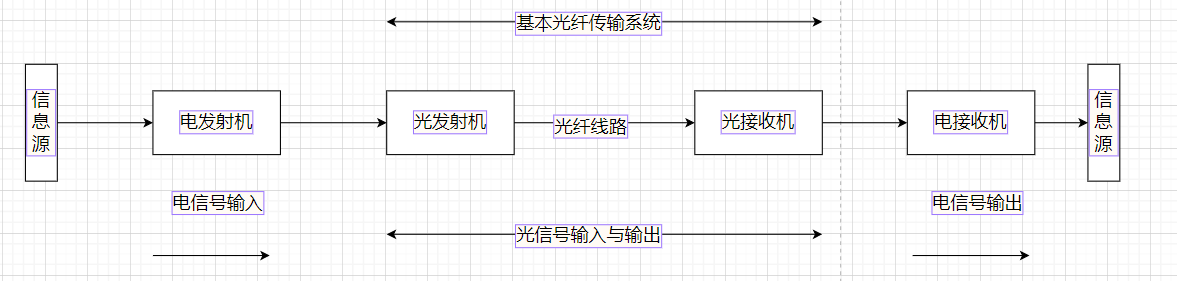 基本光纤传输系统
信
息
源
电发射机
光发射机
光纤线路
光接收机
电接收机
信
息
源
电信号输入
电信号输出
光信号输入与输出